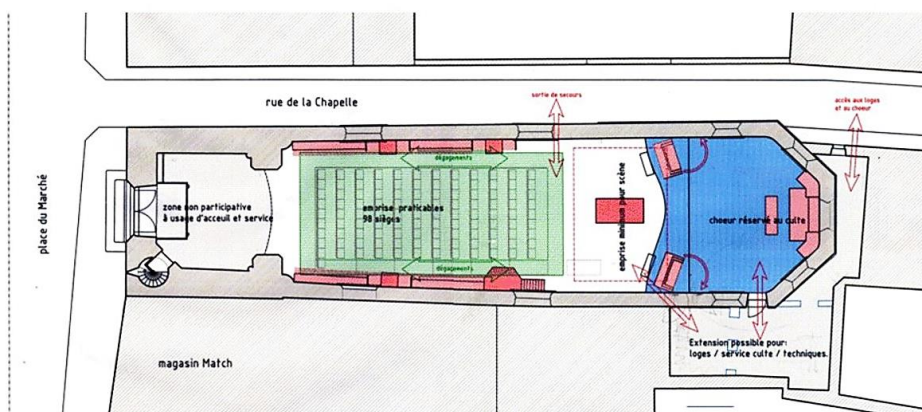 sortie de secours
accès aux loges
et au choeur
rue de la Chapelle
place du Marché
dégagements
zone non participative
à usage d'acceuil et service
emprise praticables
98 sièges
emprise minimum pour scène
choeur réservé au culte
dégagements
Extension possible pour:
loges / service culte / techniques.
magasin Match